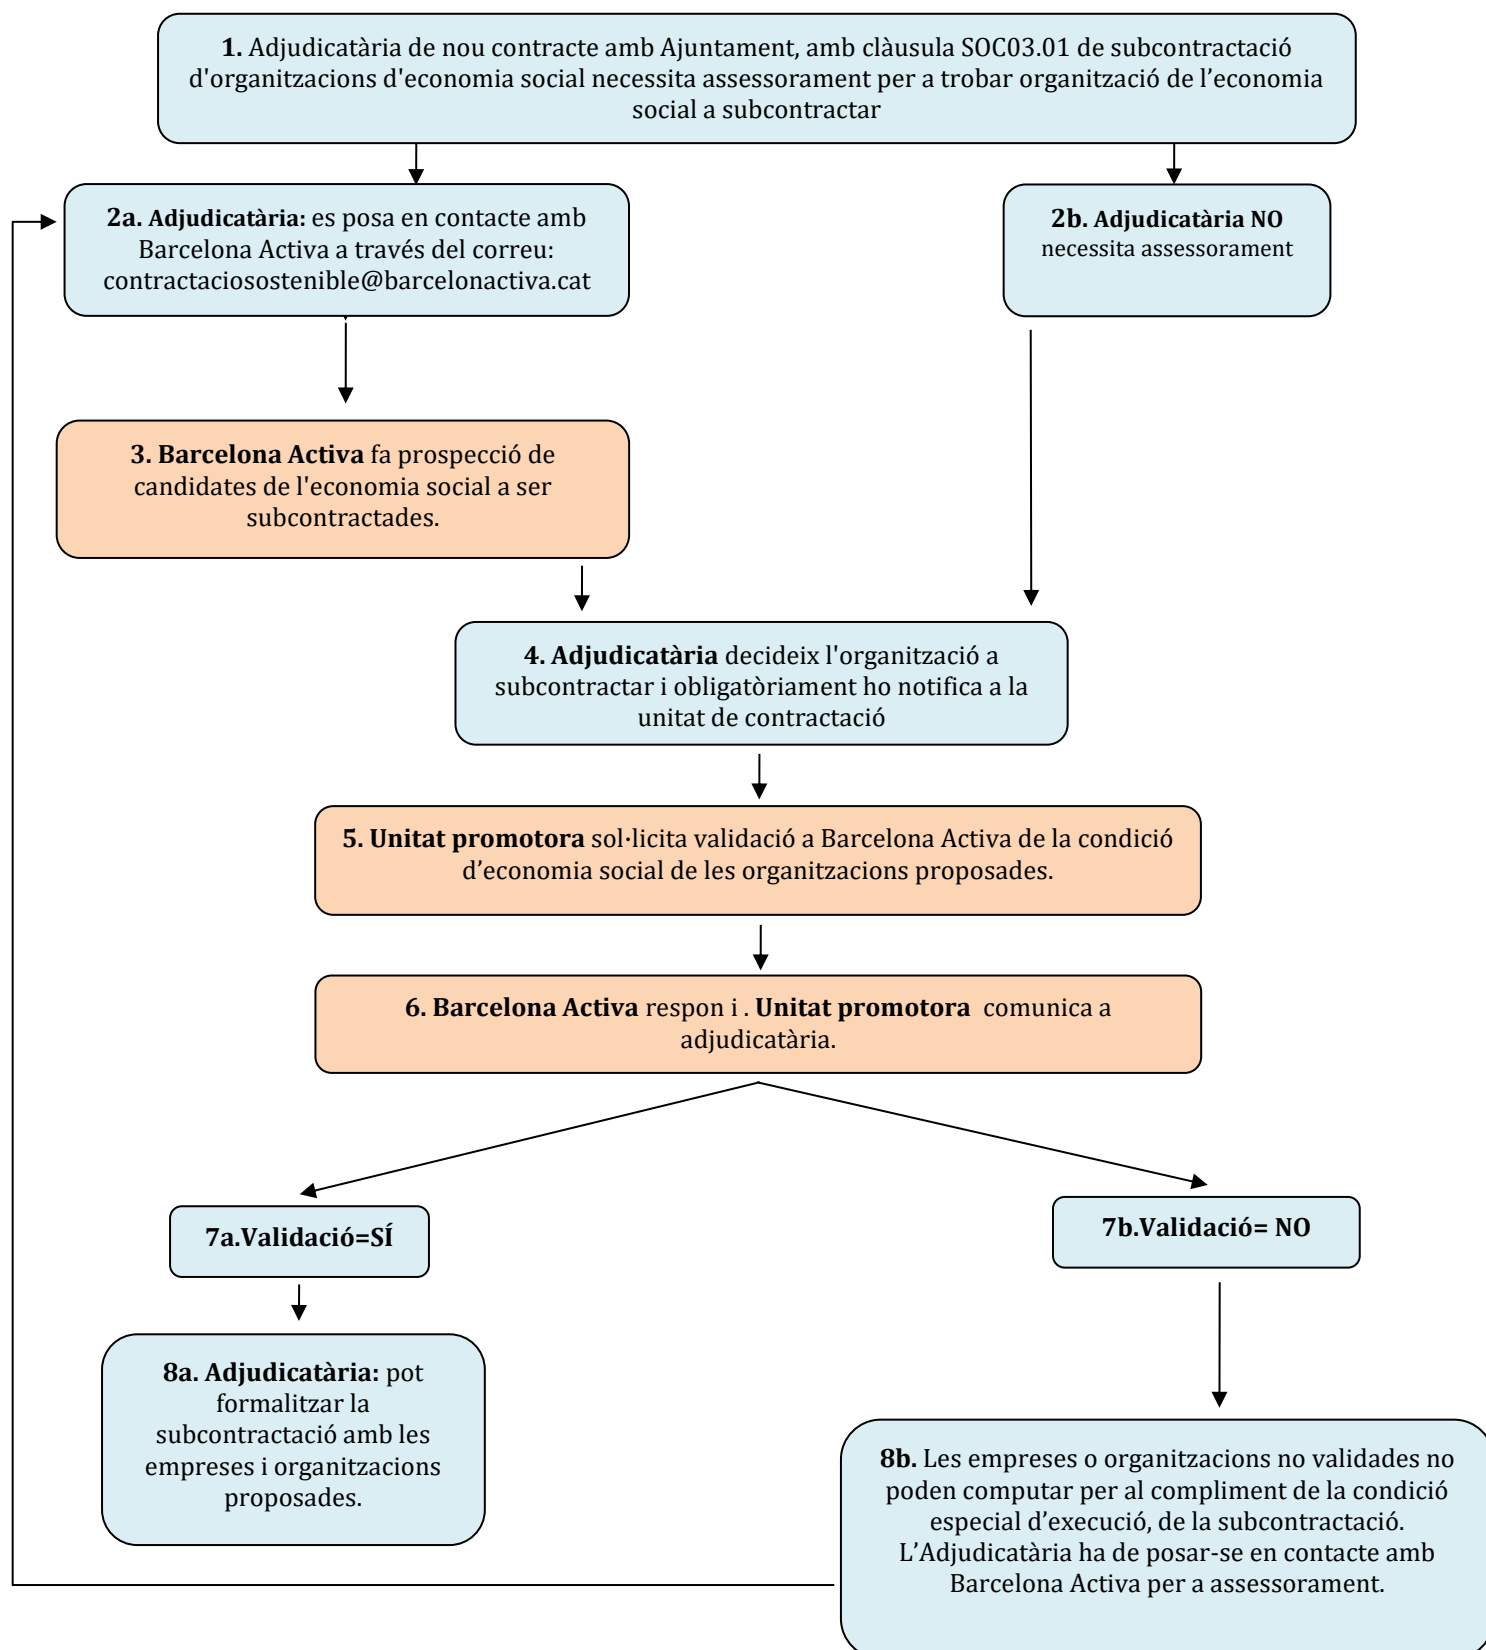 1. Adjudicatària de nou contracte amb Ajuntament, amb clàusula SOC03.01 de subcontractació
d'organitzacions d'economia social necessita assessorament per a trobar organització de l’economia
social a subcontractar
2a. Adjudicatària: es posa en contacte amb
Barcelona Activa a través del correu:
contractaciosostenible@barcelonactiva.cat
2b. Adjudicatària NO
necessita assessorament
3. Barcelona Activa fa prospecció de
candidates de l'economia social a ser
subcontractades.
4. Adjudicatària decideix l'organització a
subcontractar i obligatòriament ho notifica a la
unitat de contractació
5. Unitat promotora sol·licita validació a Barcelona Activa de la condició
d’economia social de les organitzacions proposades.
6. Barcelona Activa respon i . Unitat promotora comunica a
adjudicatària.
7a.Validació=SÍ
7b.Validació= NO
8a. Adjudicatària: pot
formalitzar la
subcontractació amb les
empreses i organitzacions
proposades.
8b. Les empreses o organitzacions no validades no
poden computar per al compliment de la condició
especial d’execució, de la subcontractació.
L’Adjudicatària ha de posar-se en contacte amb
Barcelona Activa per a assessorament.